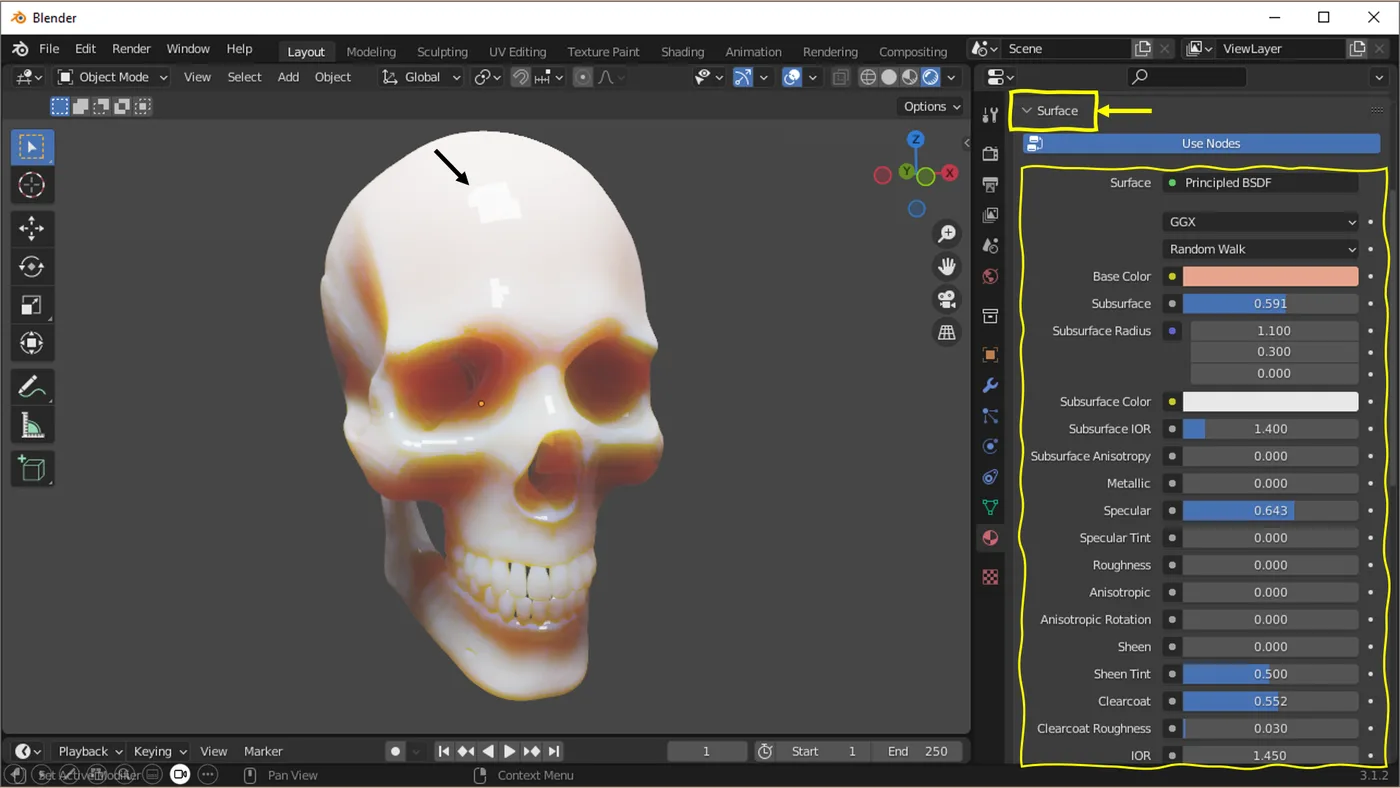 Blender
File Edit Render Window Help Layout Modeling Sculpting UV Editing Texture Paint Shading Animation Rendering Compositing Scene ViewLayer
Object Mode View Select Add Object Global
Options
Z
Y X
Surface
Use Nodes
Surface Principled BSDF
GGX
Random Walk
Base Color
Subsurface 0.591
Subsurface Radius 1.100
0.300
0.000
Subsurface Color
Subsurface IOR 1.400
Subsurface Anisotropy 0.000
Metallic 0.000
Specular 0.643
Specular Tint 0.000
Roughness 0.000
Anisotropic 0.000
Anisotropic Rotation 0.000
Sheen 0.000
Sheen Tint 0.500
Clearcoat 0.552
Clearcoat Roughness 0.030
IOR 1.450
Playback Keying View Marker 1 Start 1 End 250
Set Active Modifier Pan View Context Menu 3.1.2